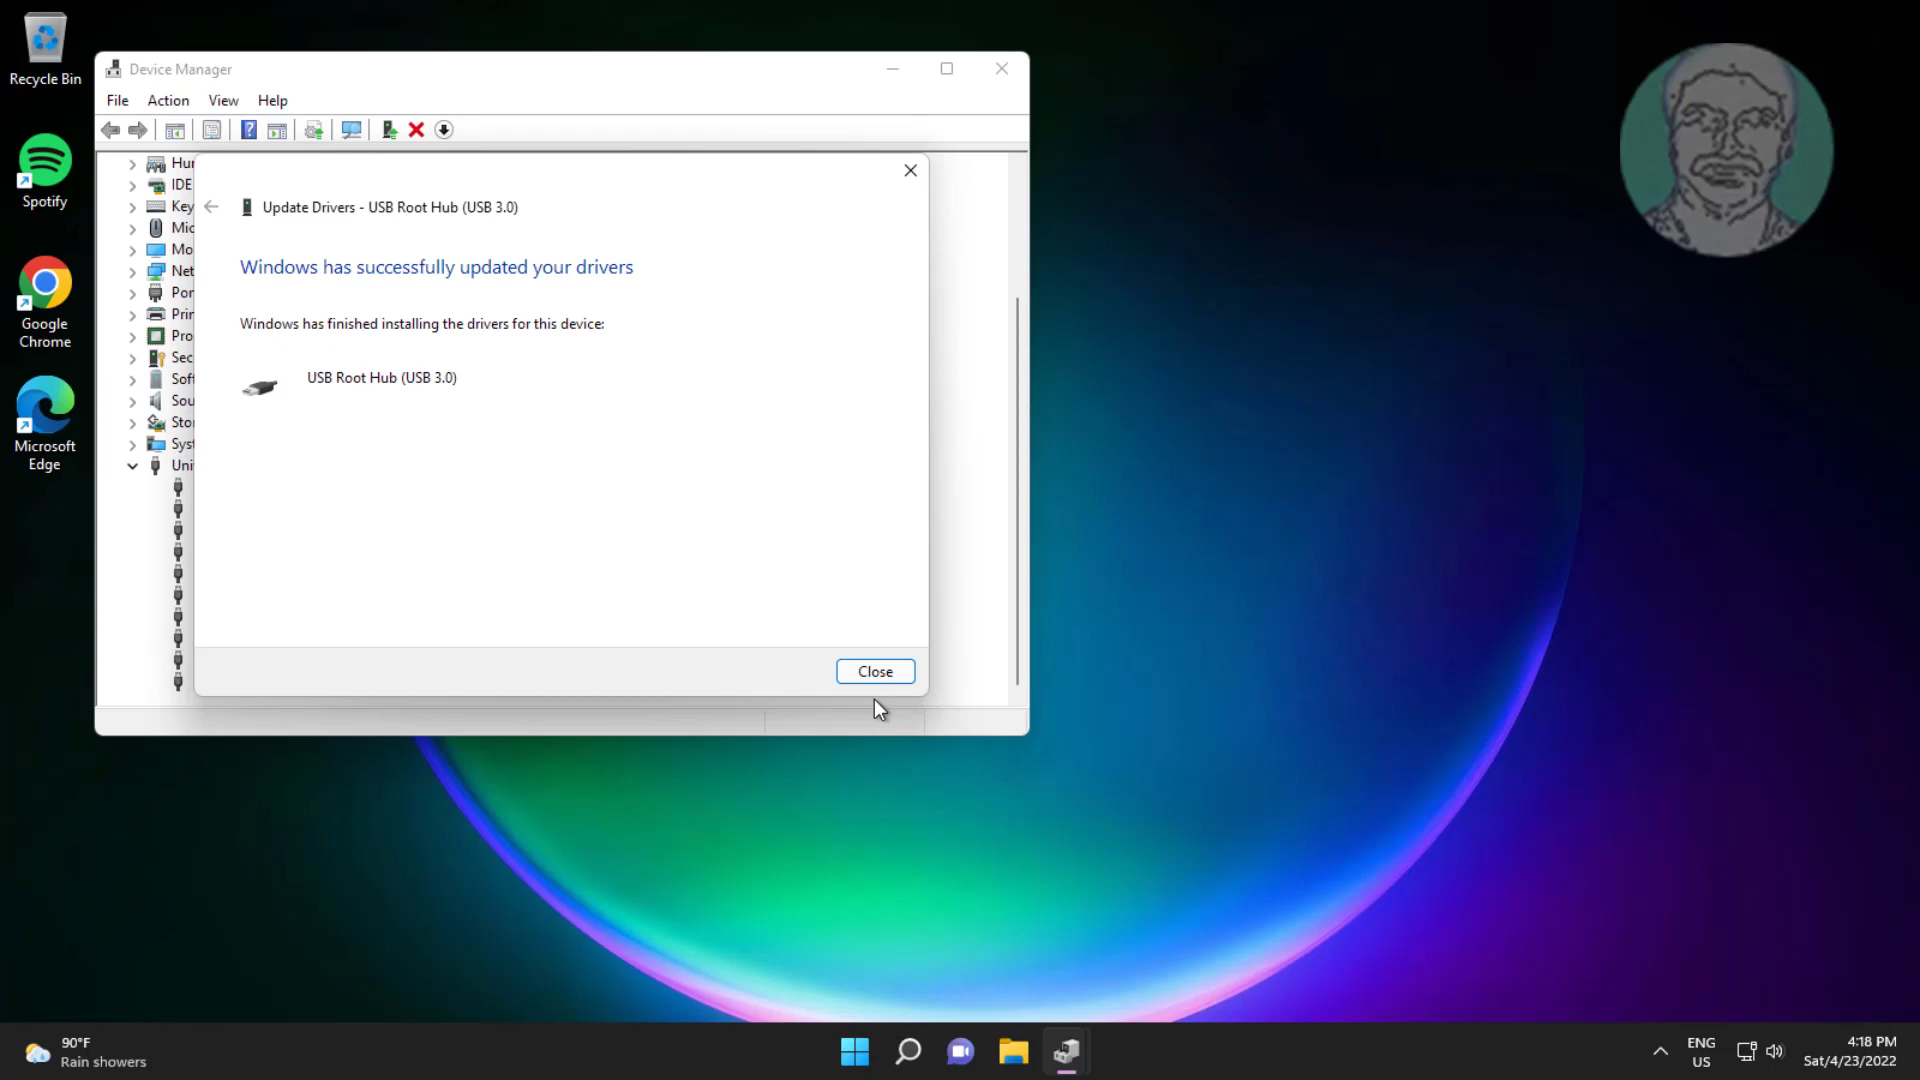 Recycle Bin
Spotify
Google
Chrome
Microsoft
Edge
Device Manager
File Action View Help
Hur
IDE
Key
Mic
Mo
Net
Por
Prin
Pro
Sec
Soft
Sou
Stor
Syst
Univ
Update Drivers - USB Root Hub (USB 3.0)
Windows has successfully updated your drivers
Windows has finished installing the drivers for this device:
USB Root Hub (USB 3.0)
Close
90°F
Rain showers
ENG
US
4:18 PM
Sat/4/23/2022